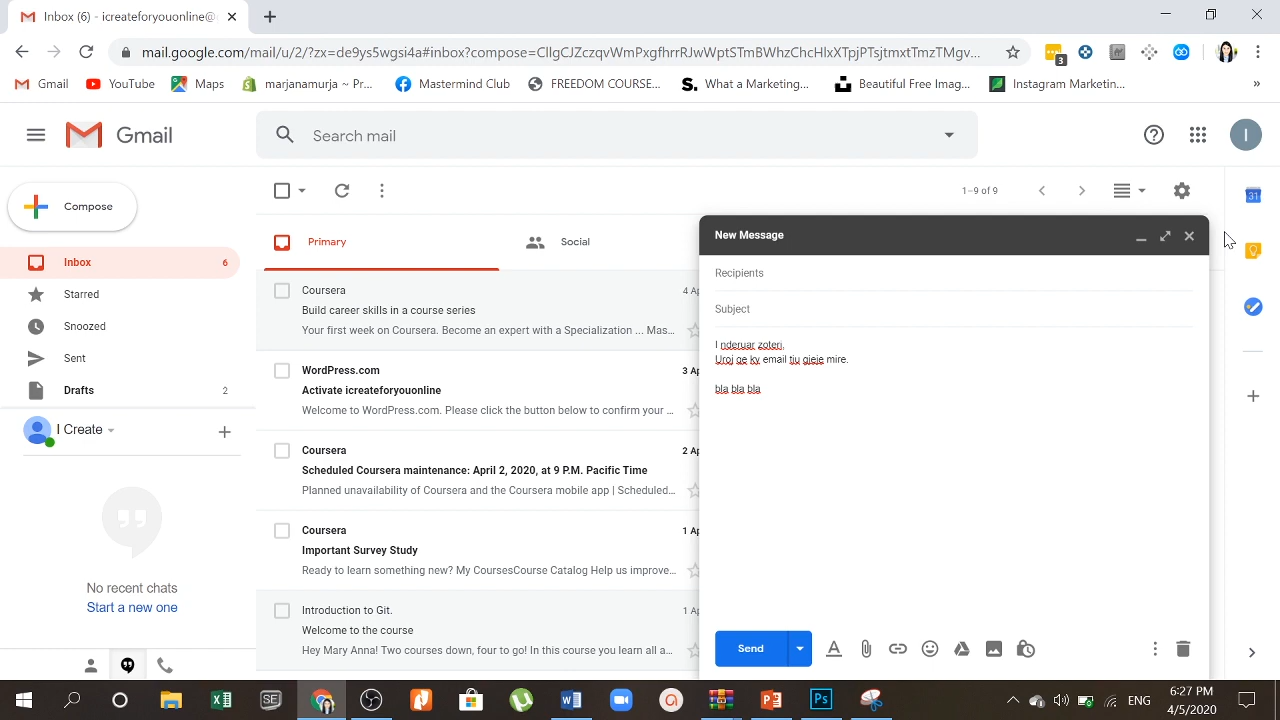 Inbox (6) - icreateforyouonline@
mail.google.com/mail/u/2/?zx=de9ys5wgsi4a#inbox?compose=CllgCJZczqvWmPxgfhrrRJwWptSTmBWhzChcHlxXTpjPTsjtmxtTmzTMgv...
3
Gmail
YouTube
Maps
marjanamurja ~ Pr...
Mastermind Club
FREEDOM COURSE...
What a Marketing...
Beautiful Free Imag...
Instagram Marketin...
»
Gmail
Search mail
I
Compose
1–9 of 9
31
Primary
Social
Inbox 6
Starred
Snoozed
Sent
Drafts 2
I Create
No recent chats
Start a new one
Coursera 4 Ap
Build career skills in a course series
Your first week on Coursera. Become an expert with a Specialization ... Mas...
WordPress.com 3 Ap
Activate icreateforyouonline
Welcome to WordPress.com. Please click the button below to confirm your ...
Coursera 2 Ap
Scheduled Coursera maintenance: April 2, 2020, at 9 P.M. Pacific Time
Planned unavailability of Coursera and the Coursera mobile app | Scheduled...
Coursera 1 Ap
Important Survey Study
Ready to learn something new? My CoursesCourse Catalog Help us improve...
Introduction to Git. 1 Ap
Welcome to the course
Hey Mary Anna! Two courses down, four to go! In this course you learn all a...
New Message
Recipients
Subject
I nderuar zoteri,
Uroj qe ky email tju gjeje mire.
bla bla bla
Send
ENG
6:27 PM
4/5/2020